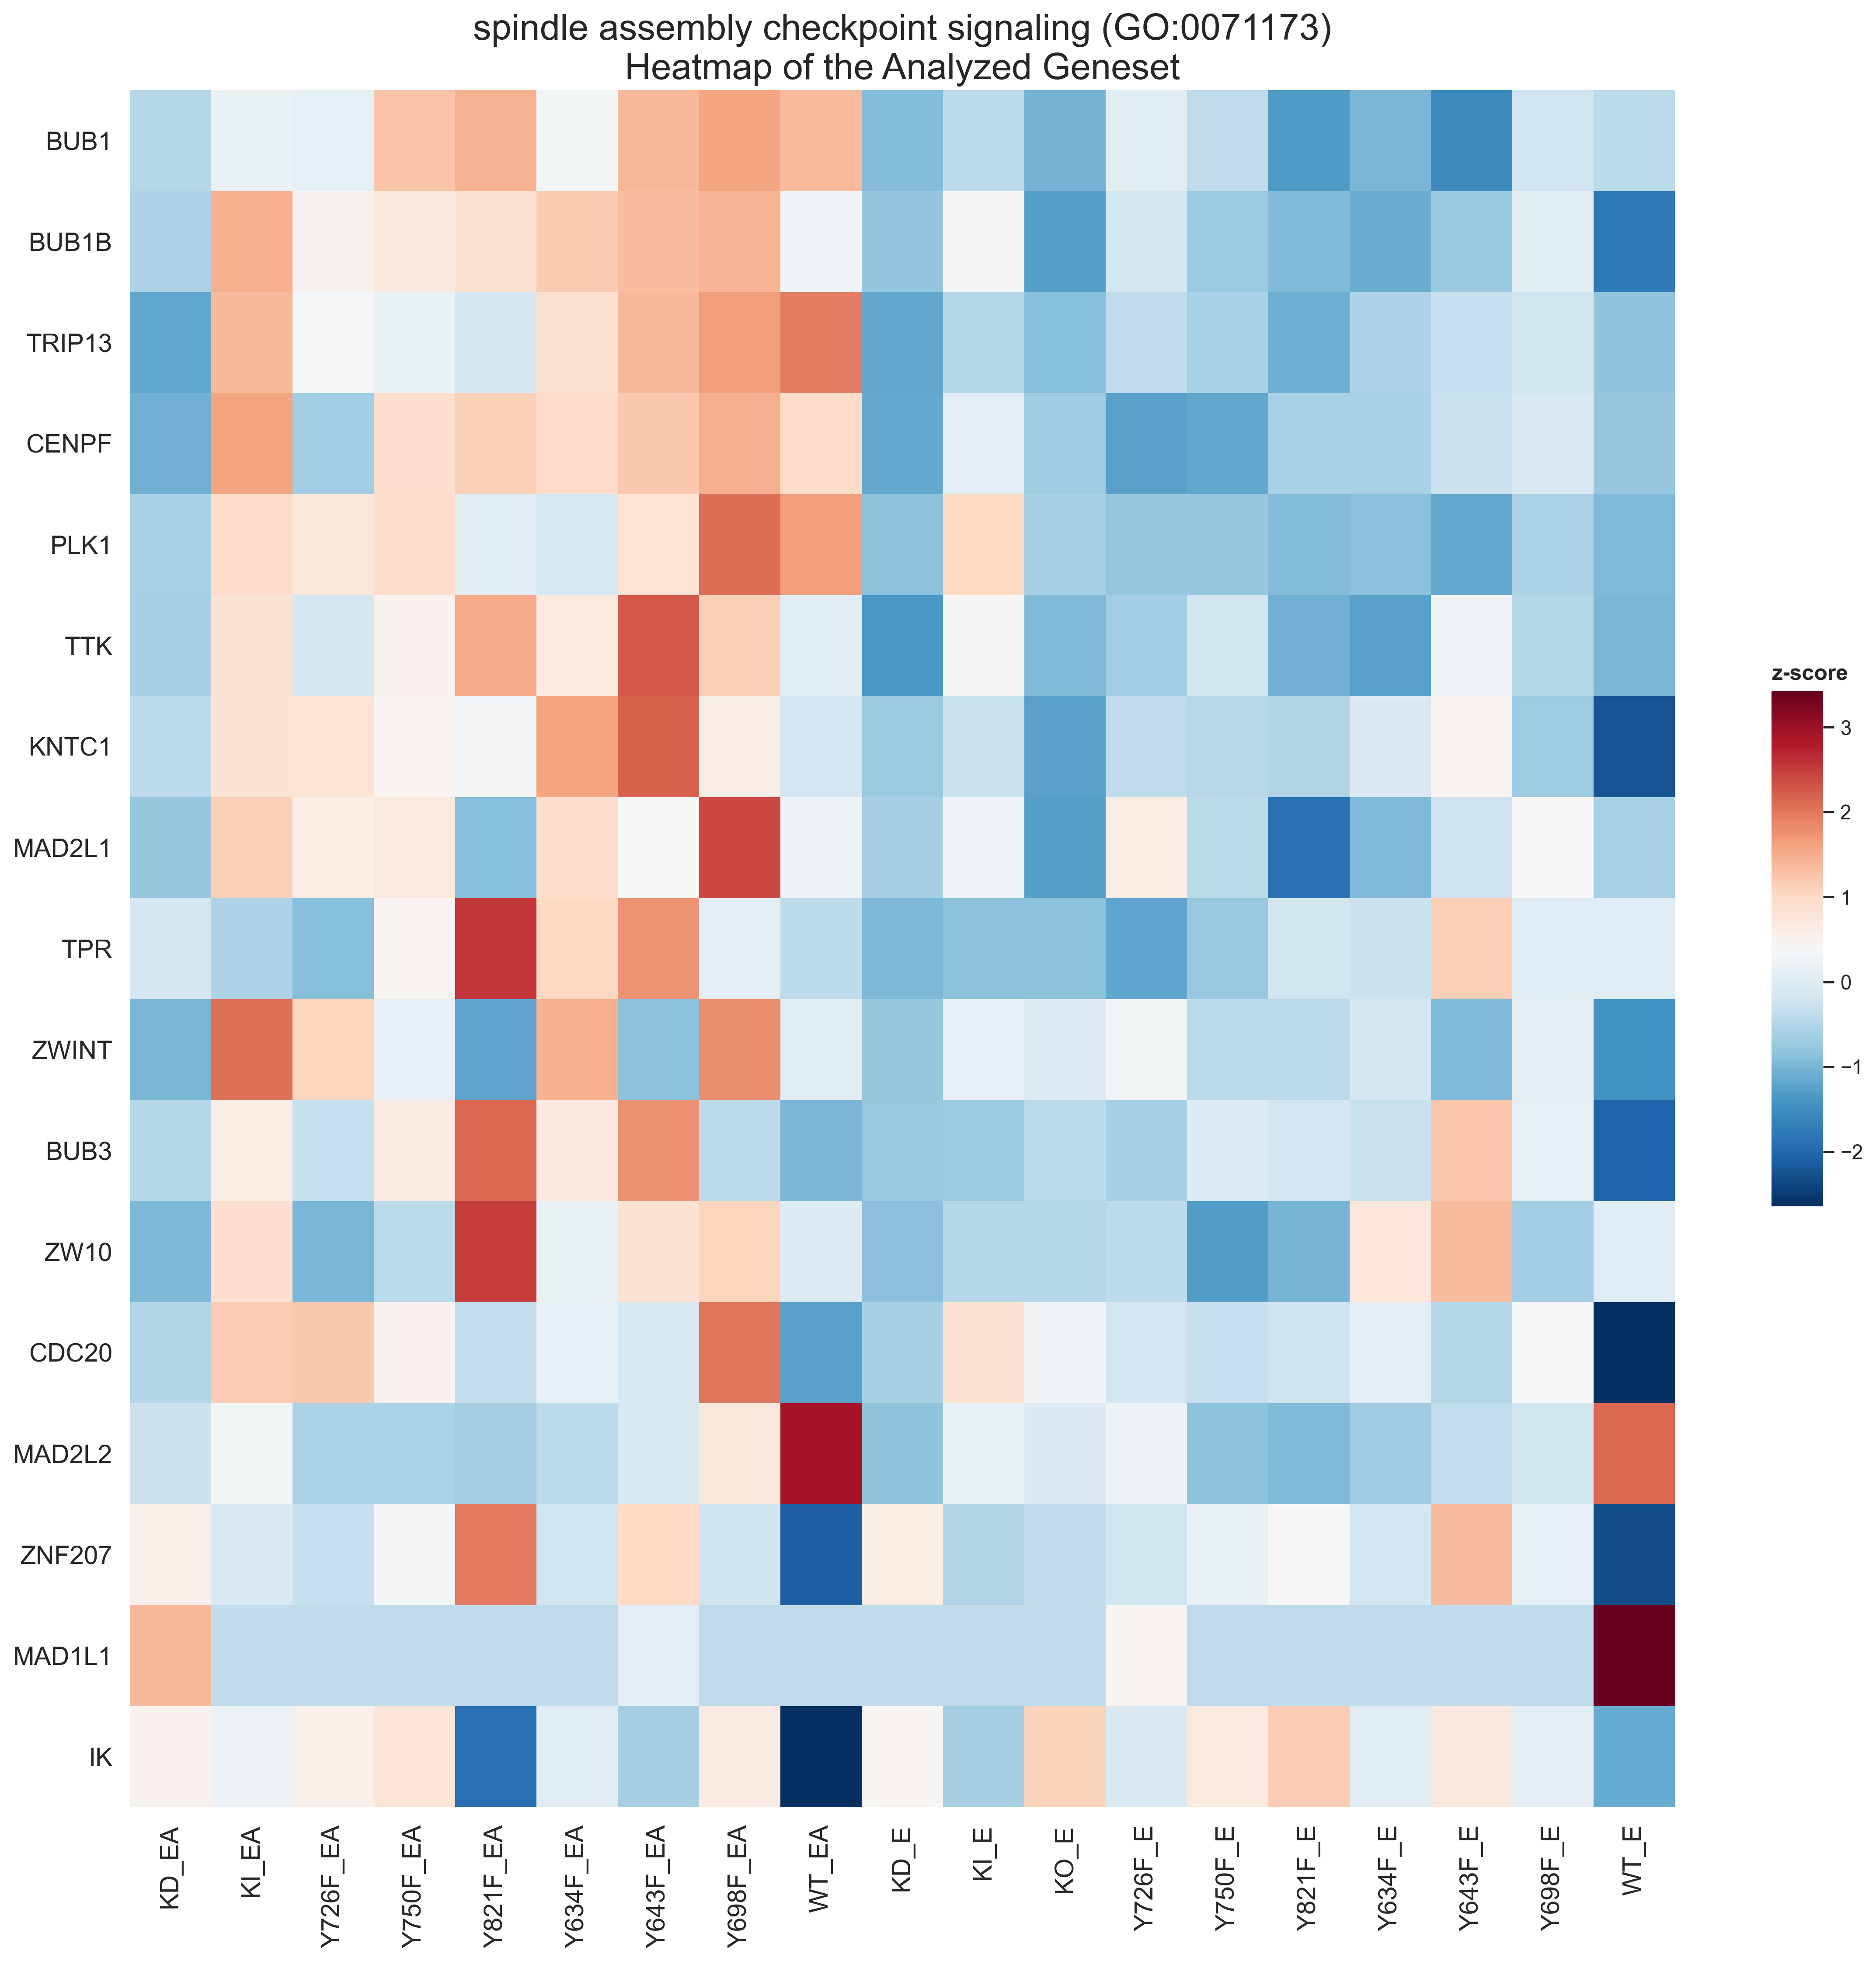 spindle assembly checkpoint signaling (GO:0071173)
Heatmap of the Analyzed Geneset
BUB1
BUB1B
TRIP13
CENPF
PLK1
TTK
KNTC1
MAD2L1
TPR
ZWINT
BUB3
ZW10
CDC20
MAD2L2
ZNF207
MAD1L1
IK
KD_EA
KI_EA
Y726F_EA
Y750F_EA
Y821F_EA
Y634F_EA
Y643F_EA
Y698F_EA
WT_EA
KD_E
KI_E
KO_E
Y726F_E
Y750F_E
Y821F_E
Y634F_E
Y643F_E
Y698F_E
WT_E
z-score
3
2
1
0
−1
−2